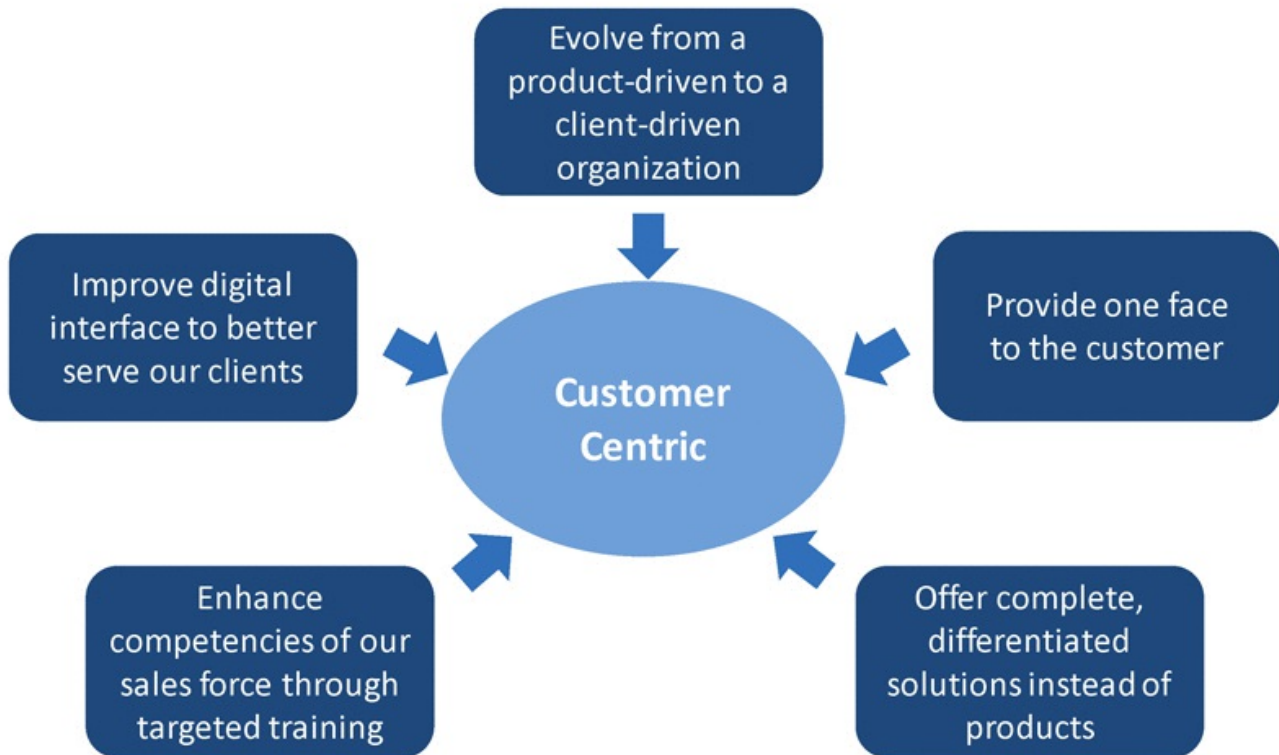 Evolve from a
product-driven to a
client-driven
organization
Improve digital
interface to better
serve our clients
Provide one face
to the customer
Customer
Centric
Enhance
competencies of our
sales force through
targeted training
Offer complete,
differentiated
solutions instead of
products